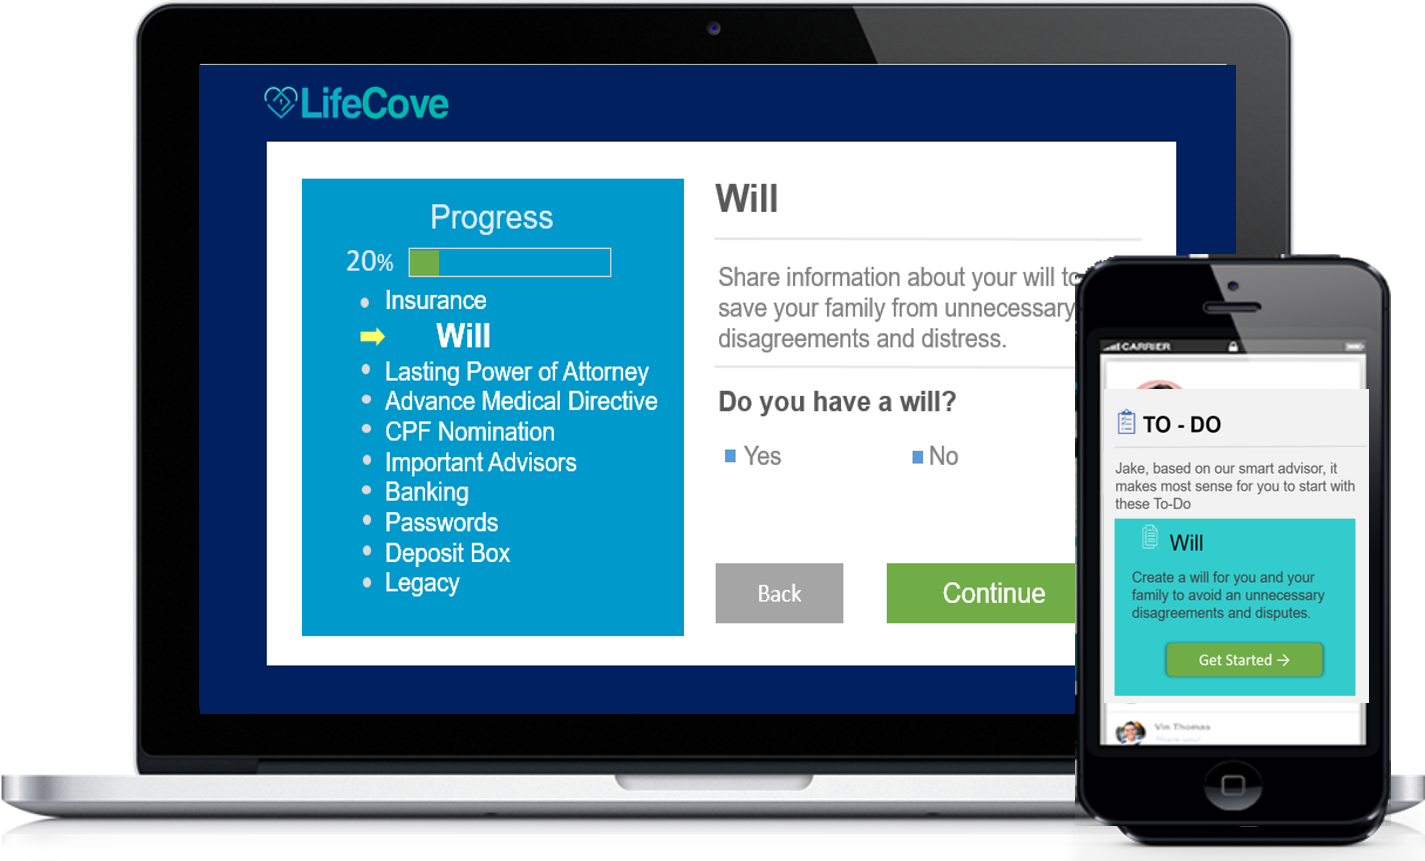 LifeCove
Progress
20%
Insurance
Will
Lasting Power of Attorney
Advance Medical Directive
CPF Nomination
Important Advisors
Banking
Passwords
Deposit Box
Legacy
Will
Share information about your will to
save your family from unnecessary
disagreements and distress.
Do you have a will?
Yes No
Back Continue
CARRIER
TO - DO
Jake, based on our smart advisor, it
makes most sense for you to start with
these To-Do
Will
Create a will for you and your
family to avoid an unnecessary
disagreements and disputes.
Get Started →
Vin Thomas
Thank you!